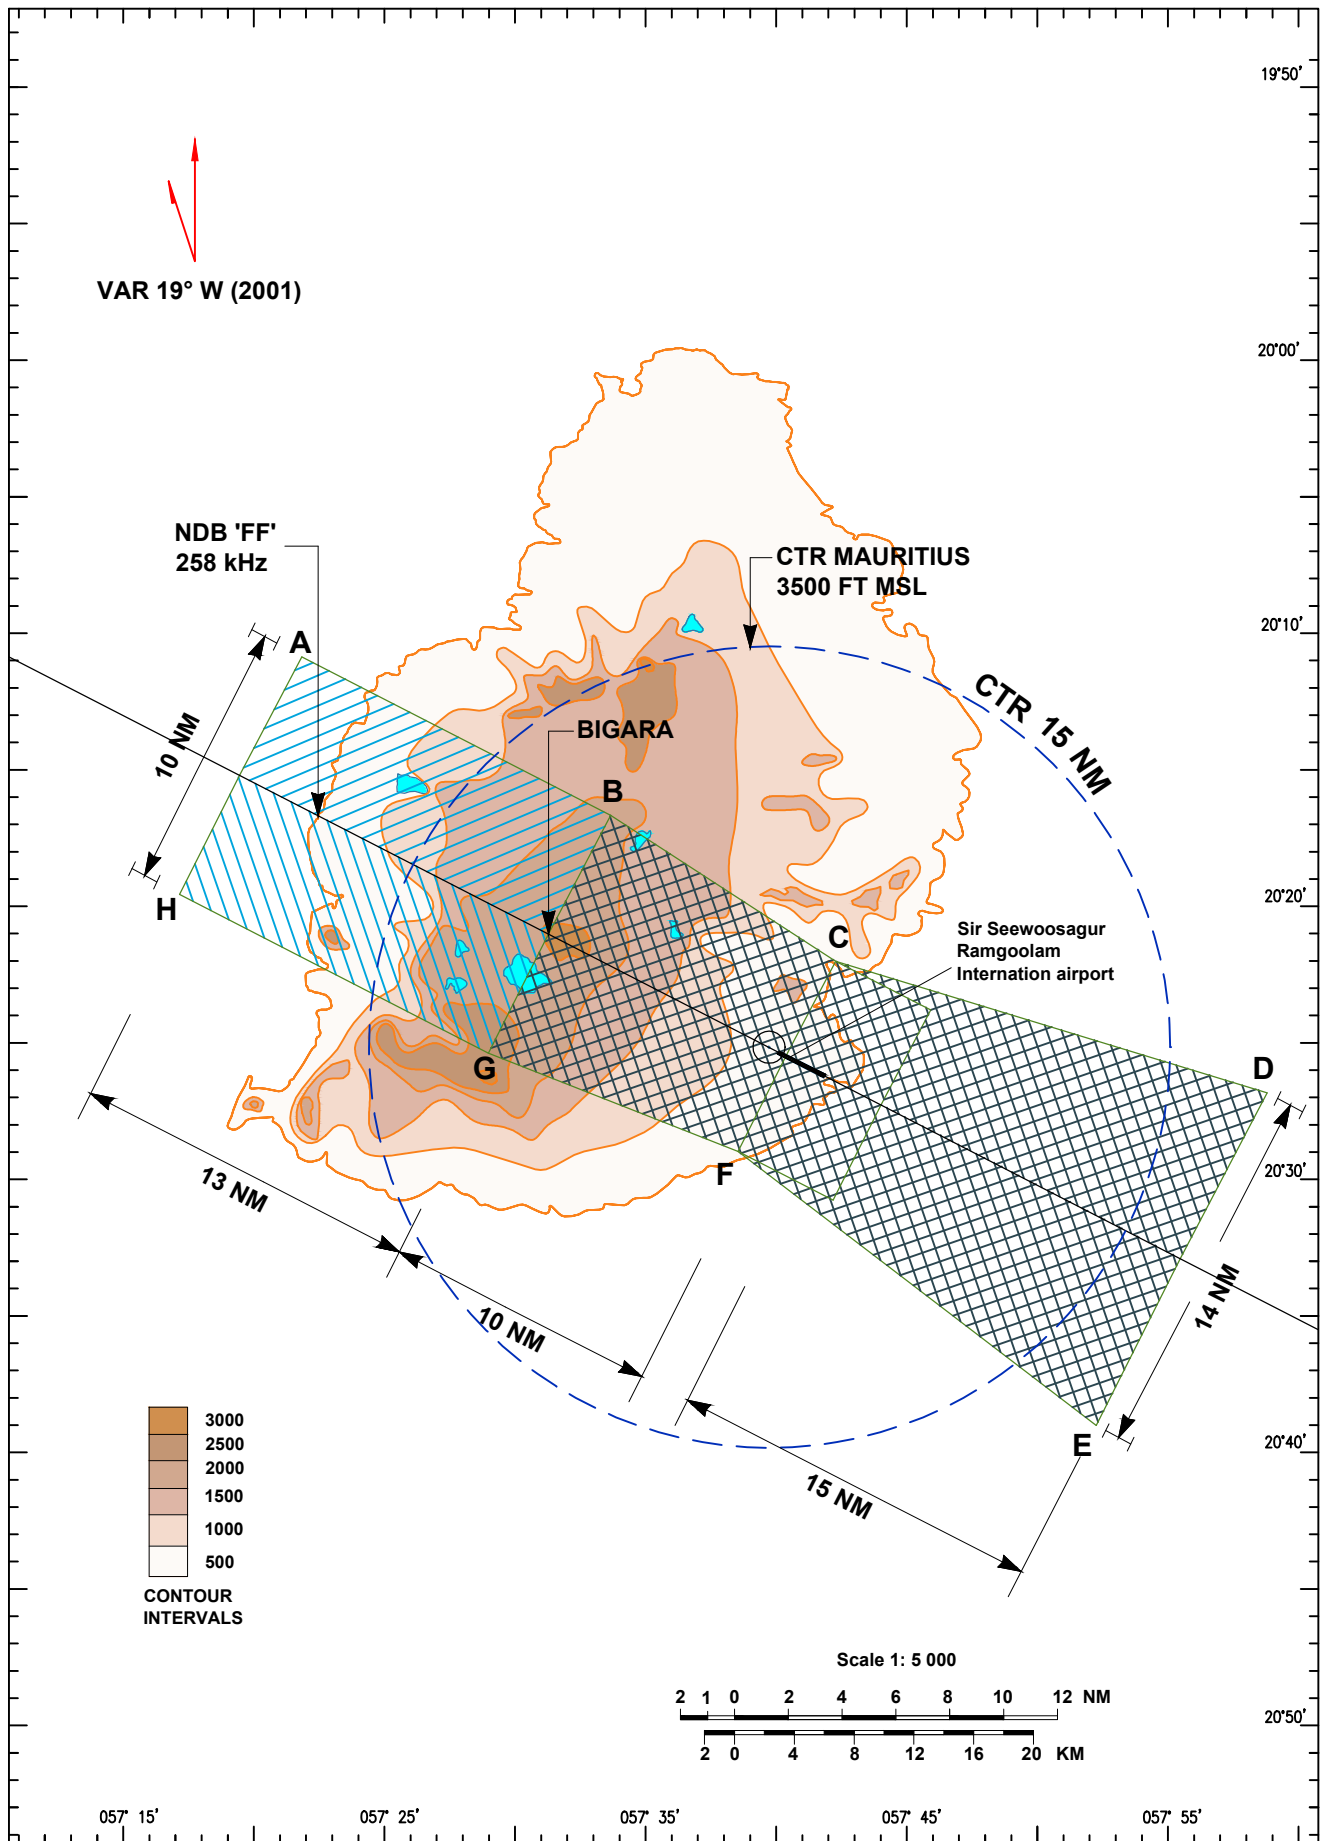 19°50'
VAR 19° W (2001)
20°00'
NDB 'FF'
258 kHz
CTR MAURITIUS
3500 FT MSL
20°10'
A
CTR 15 NM
10 NM
BIGARA
B
H
20°20'
C
Sir Seewoosagur
Ramgoolam
Internation airport
G
D
F
20°30'
13 NM
14 NM
10 NM
E
20°40'
15 NM
3000
2500
2000
1500
1000
500
CONTOUR
INTERVALS
Scale 1: 5 000
2 1 0 2 4 6 8 10 12 NM
2 0 4 8 12 16 20 KM
20°50'
057° 15' 057° 25' 057° 35' 057° 45' 057° 55'